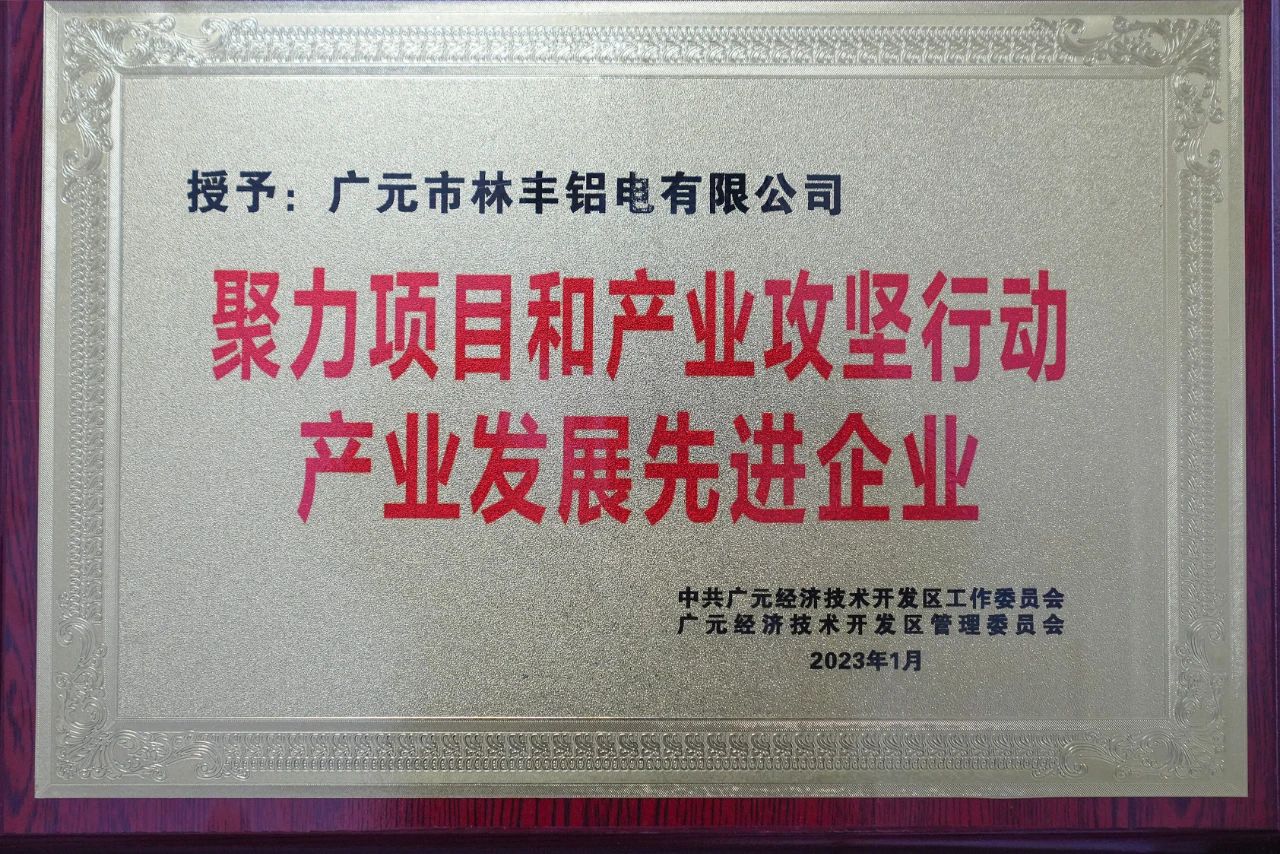 授予：广元市林丰铝电有限公司
聚力项目和产业攻坚行动
产业发展先进企业
中共广元经济技术开发区工作委员会
广元经济技术开发区管理委员会
2023年1月